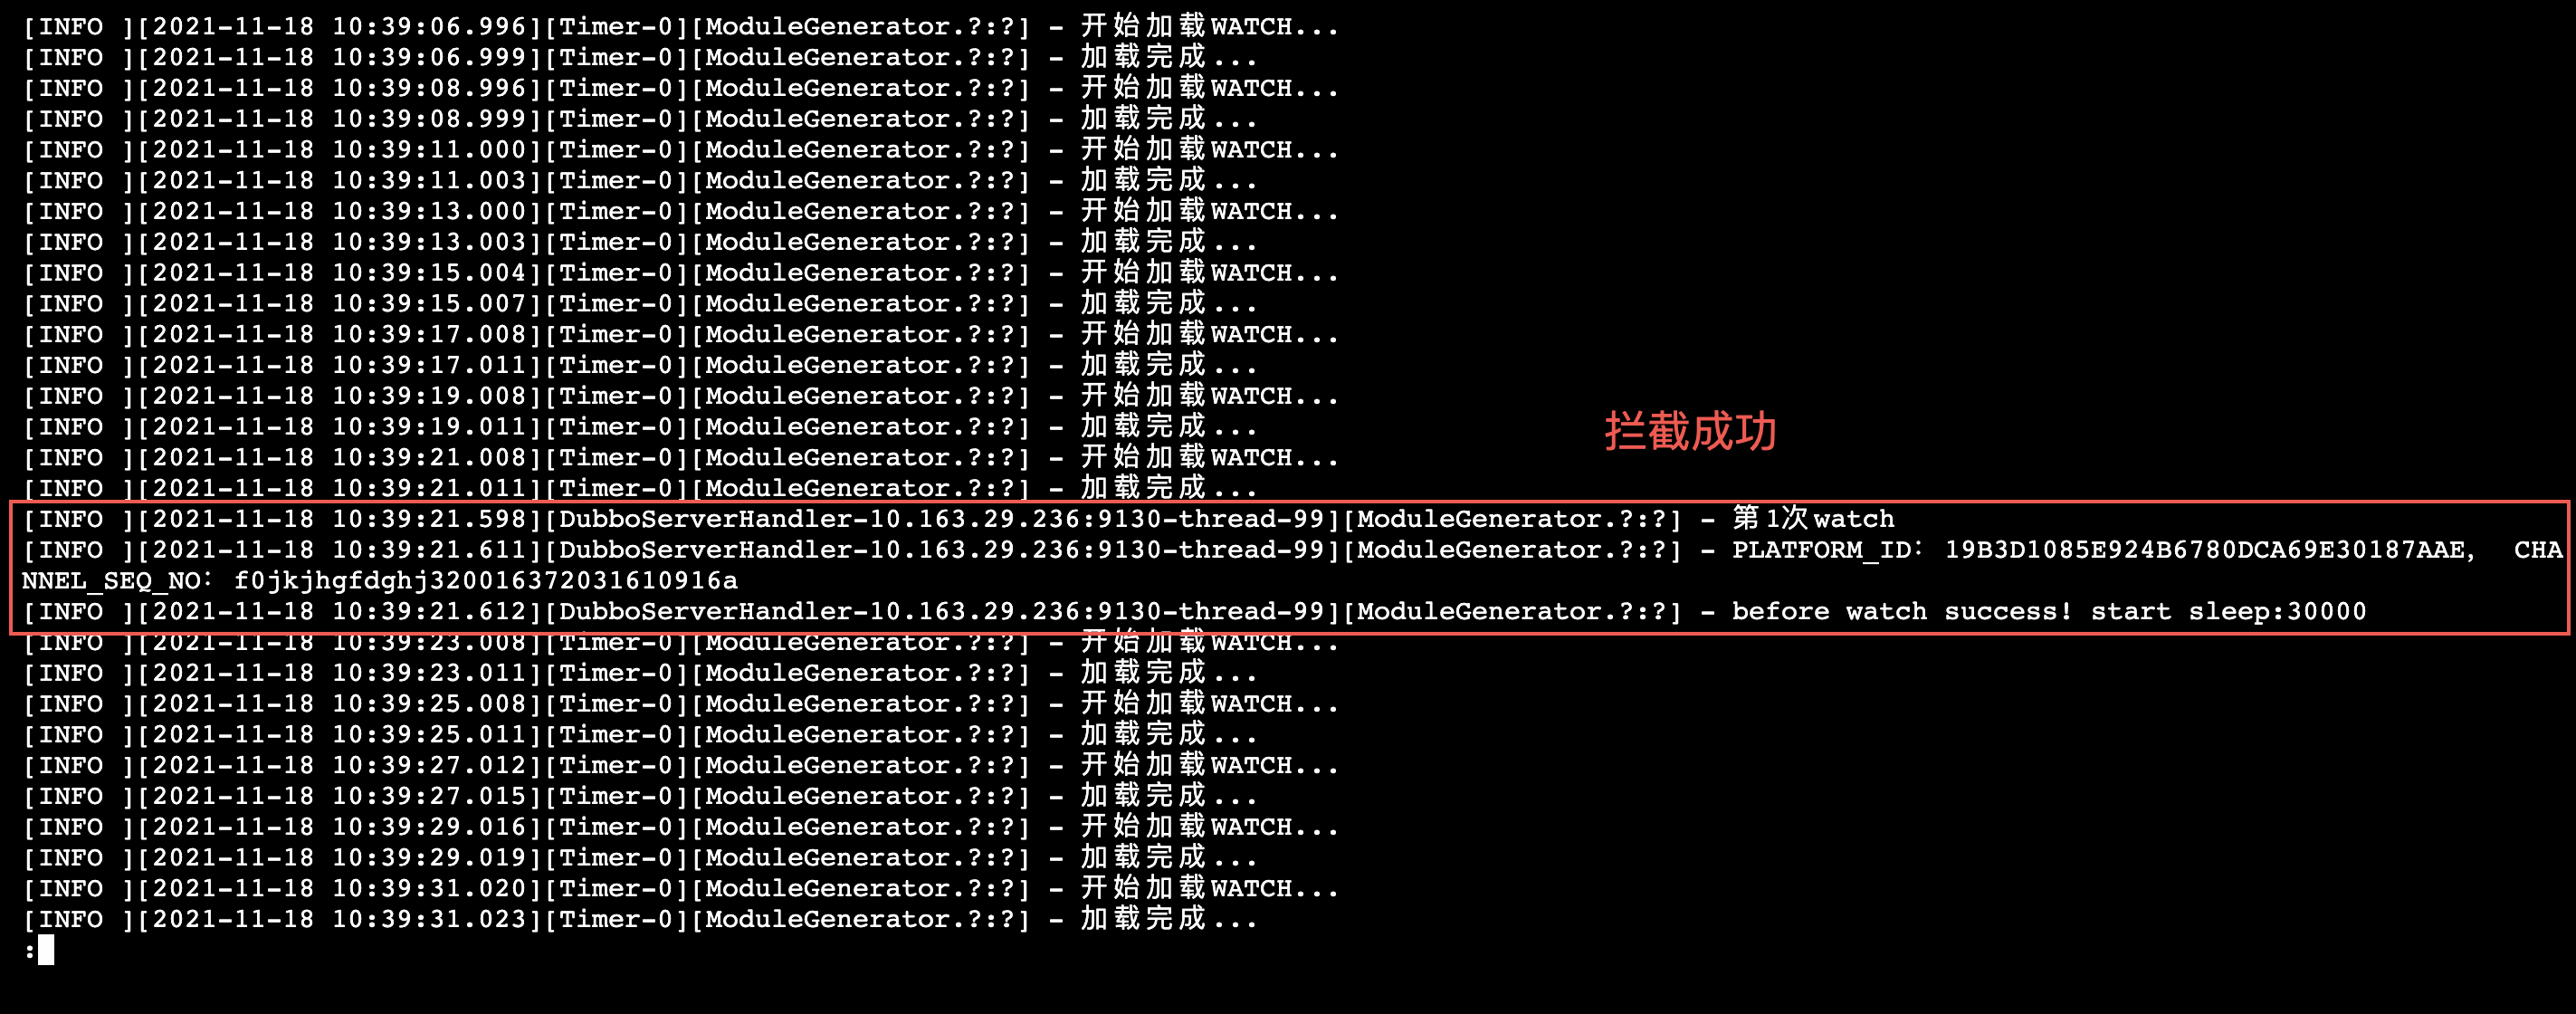 [INFO ][2021-11-18 10:39:06.996][Timer-0][ModuleGenerator.?:?] - 开始加载WATCH...
[INFO ][2021-11-18 10:39:06.999][Timer-0][ModuleGenerator.?:?] - 加载完成...
[INFO ][2021-11-18 10:39:08.996][Timer-0][ModuleGenerator.?:?] - 开始加载WATCH...
[INFO ][2021-11-18 10:39:08.999][Timer-0][ModuleGenerator.?:?] - 加载完成...
[INFO ][2021-11-18 10:39:11.000][Timer-0][ModuleGenerator.?:?] - 开始加载WATCH...
[INFO ][2021-11-18 10:39:11.003][Timer-0][ModuleGenerator.?:?] - 加载完成...
[INFO ][2021-11-18 10:39:13.000][Timer-0][ModuleGenerator.?:?] - 开始加载WATCH...
[INFO ][2021-11-18 10:39:13.003][Timer-0][ModuleGenerator.?:?] - 加载完成...
[INFO ][2021-11-18 10:39:15.004][Timer-0][ModuleGenerator.?:?] - 开始加载WATCH...
[INFO ][2021-11-18 10:39:15.007][Timer-0][ModuleGenerator.?:?] - 加载完成...
[INFO ][2021-11-18 10:39:17.008][Timer-0][ModuleGenerator.?:?] - 开始加载WATCH...
[INFO ][2021-11-18 10:39:17.011][Timer-0][ModuleGenerator.?:?] - 加载完成...
[INFO ][2021-11-18 10:39:19.008][Timer-0][ModuleGenerator.?:?] - 开始加载WATCH...
[INFO ][2021-11-18 10:39:19.011][Timer-0][ModuleGenerator.?:?] - 加载完成...
拦截成功
[INFO ][2021-11-18 10:39:21.008][Timer-0][ModuleGenerator.?:?] - 开始加载WATCH...
[INFO ][2021-11-18 10:39:21.011][Timer-0][ModuleGenerator.?:?] - 加载完成...
[INFO ][2021-11-18 10:39:21.598][DubboServerHandler-10.163.29.236:9130-thread-99][ModuleGenerator.?:?] - 第1次watch
[INFO ][2021-11-18 10:39:21.611][DubboServerHandler-10.163.29.236:9130-thread-99][ModuleGenerator.?:?] - PLATFORM_ID: 19B3D1085E924B6780DCA69E30187AAE,  CHA
NNEL_SEQ_NO: f0jkjhgfdghj320016372031610916a
[INFO ][2021-11-18 10:39:21.612][DubboServerHandler-10.163.29.236:9130-thread-99][ModuleGenerator.?:?] - before watch success! start sleep:30000
[INFO ][2021-11-18 10:39:23.008][Timer-0][ModuleGenerator.?:?] - 开始加载WATCH...
[INFO ][2021-11-18 10:39:23.011][Timer-0][ModuleGenerator.?:?] - 加载完成...
[INFO ][2021-11-18 10:39:25.008][Timer-0][ModuleGenerator.?:?] - 开始加载WATCH...
[INFO ][2021-11-18 10:39:25.011][Timer-0][ModuleGenerator.?:?] - 加载完成...
[INFO ][2021-11-18 10:39:27.012][Timer-0][ModuleGenerator.?:?] - 开始加载WATCH...
[INFO ][2021-11-18 10:39:27.015][Timer-0][ModuleGenerator.?:?] - 加载完成...
[INFO ][2021-11-18 10:39:29.016][Timer-0][ModuleGenerator.?:?] - 开始加载WATCH...
[INFO ][2021-11-18 10:39:29.019][Timer-0][ModuleGenerator.?:?] - 加载完成...
[INFO ][2021-11-18 10:39:31.020][Timer-0][ModuleGenerator.?:?] - 开始加载WATCH...
[INFO ][2021-11-18 10:39:31.023][Timer-0][ModuleGenerator.?:?] - 加载完成...
: